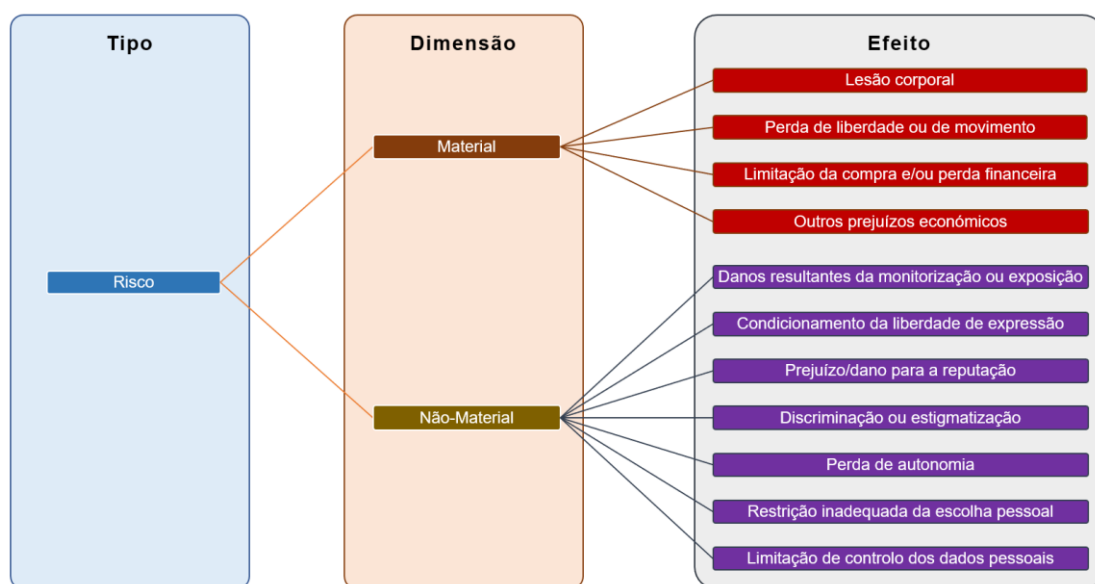 Tipo
Dimensão
Efeito
Risco
Material
Não-Material
Lesão corporal
Perda de liberdade ou de movimento
Limitação da compra e/ou perda financeira
Outros prejuízos económicos
Danos resultantes da monitorização ou exposição
Condicionamento da liberdade de expressão
Prejuízo/dano para a reputação
Discriminação ou estigmatização
Perda de autonomia
Restrição inadequada da escolha pessoal
Limitação de controlo dos dados pessoais